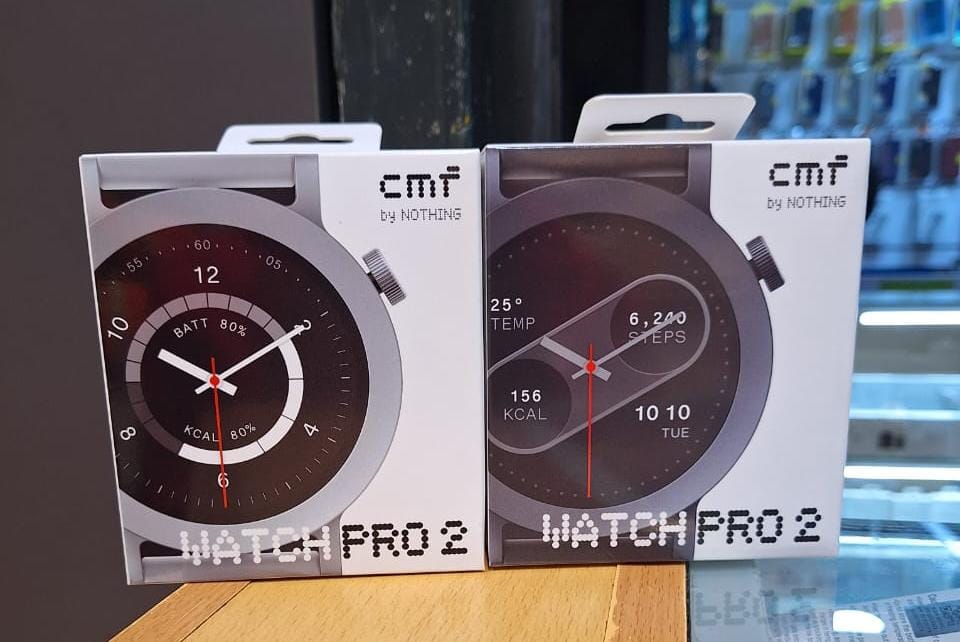 cmf
by NOTHING
60
55
05
12
BATT 80%
10
2
8
4
KCAL 80%
6
WATCH PRO 2
cmf
by NOTHING
25°
TEMP
6,240
STEPS
156
KCAL
10 10
TUE
WATCH PRO 2